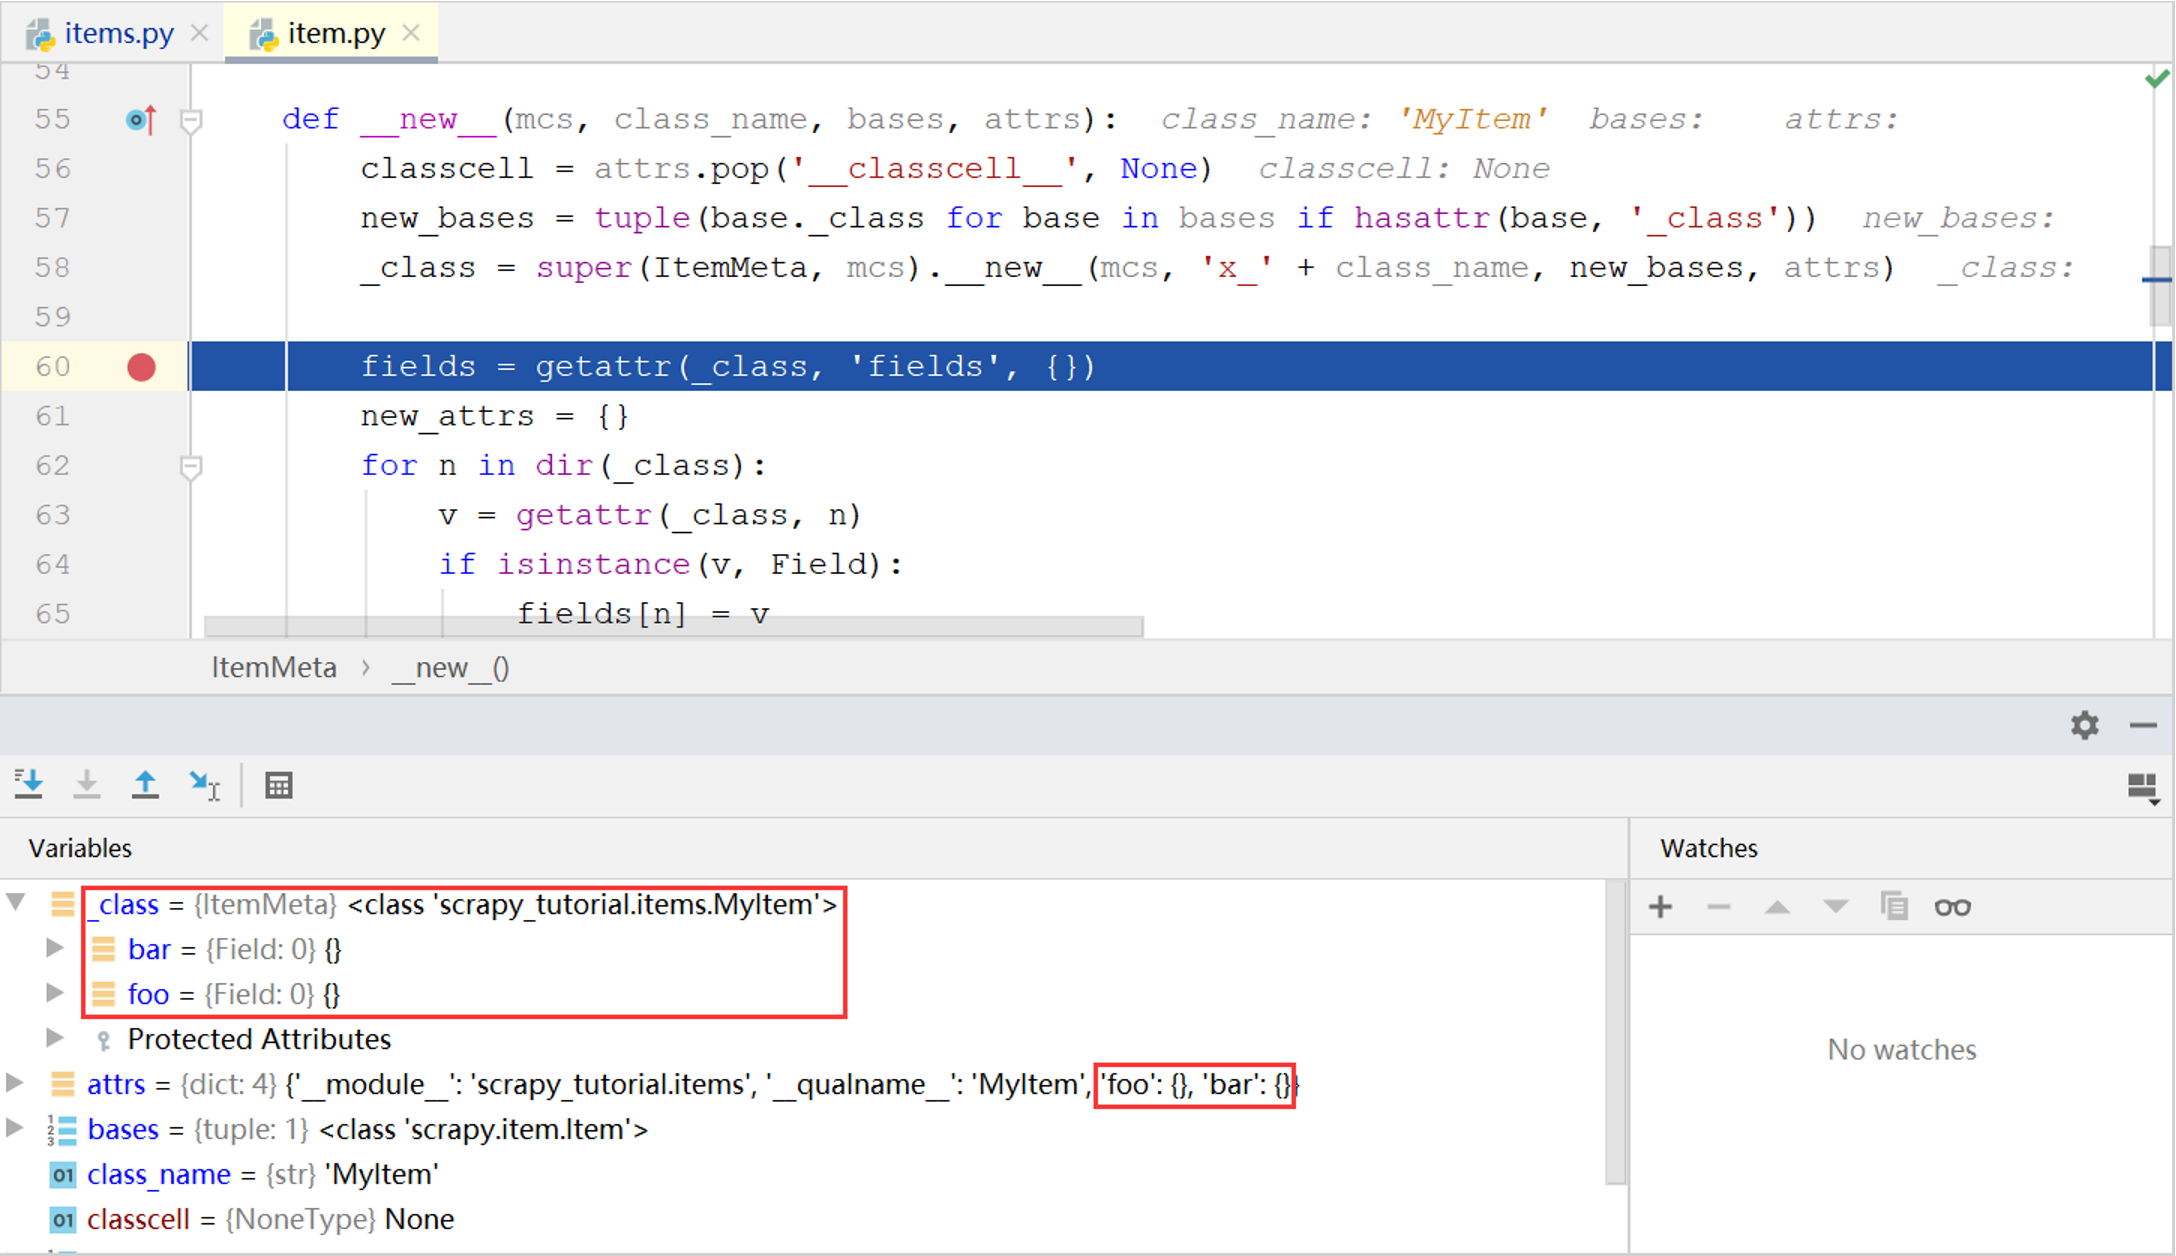 items.py
item.py
54
55 def __new__(mcs, class_name, bases, attrs): class_name: 'MyItem' bases: attrs:
56 classcell = attrs.pop('__classcell__', None) classcell: None
57 new_bases = tuple(base._class for base in bases if hasattr(base, '_class')) new_bases:
58 _class = super(ItemMeta, mcs).__new__(mcs, 'x_' + class_name, new_bases, attrs) _class:
59
60 fields = getattr(_class, 'fields', {})
61 new_attrs = {}
62 for n in dir(_class):
63 v = getattr(_class, n)
64 if isinstance(v, Field):
65 fields[n] = v
ItemMeta › __new__()
Variables
Watches
_class = {ItemMeta} <class 'scrapy_tutorial.items.MyItem'>
bar = {Field: 0} {}
foo = {Field: 0} {}
Protected Attributes
attrs = {dict: 4} {'__module__': 'scrapy_tutorial.items', '__qualname__': 'MyItem', 'foo': {}, 'bar': {}}
bases = {tuple: 1} <class 'scrapy.item.Item'>
01 class_name = {str} 'MyItem'
01 classcell = {NoneType} None
No watches